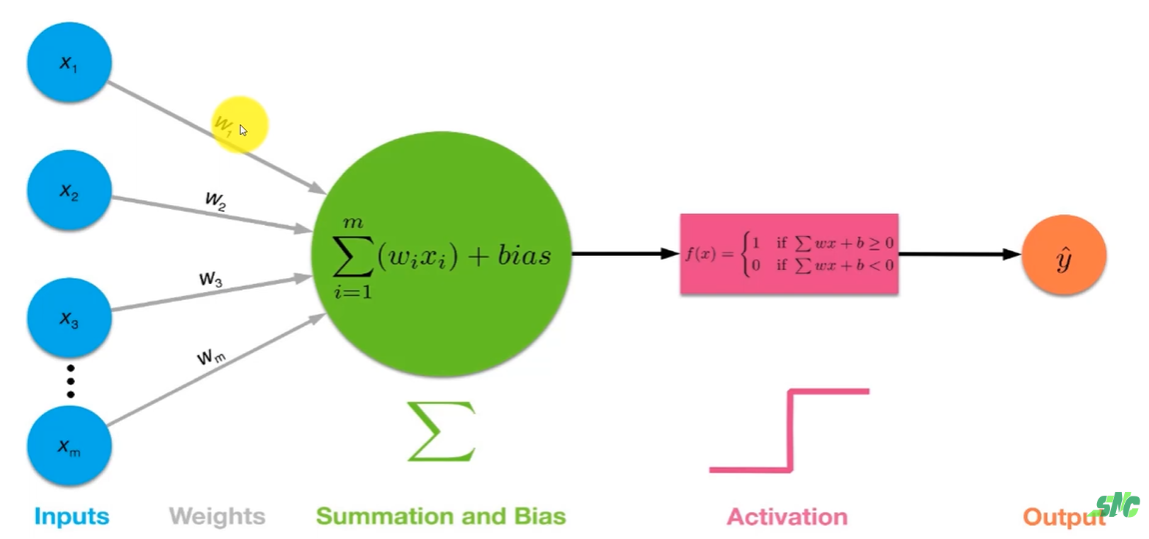 x₁
w₁
x₂
w₂
x₃
w₃
xₘ
wₘ
m
∑(wᵢxᵢ) + bias
i=1
f(x) = {1 if ∑ wx + b ≥ 0
0 if ∑ wx + b < 0
ŷ
∑
Inputs
Weights
Summation and Bias
Activation
Output
SNC